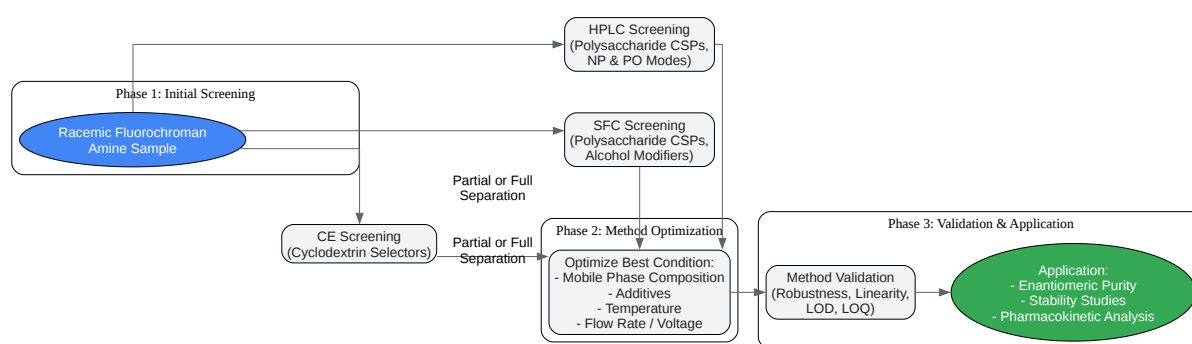 HPLC Screening
(Polysaccharide CSPs,
NP & PO Modes)
Phase 1: Initial Screening
Racemic Fluorochroman
Amine Sample
SFC Screening
(Polysaccharide CSPs,
Alcohol Modifiers)
Partial or Full
Separation
CE Screening
(Cyclodextrin Selectors)
Partial or Full
Separation
Phase 2: Method Optimization
Optimize Best Condition:
- Mobile Phase Composition
- Additives
- Temperature
- Flow Rate / Voltage
Phase 3: Validation & Application
Method Validation
(Robustness, Linearity,
LOD, LOQ)
Application:
- Enantiomeric Purity
- Stability Studies
- Pharmacokinetic Analysis